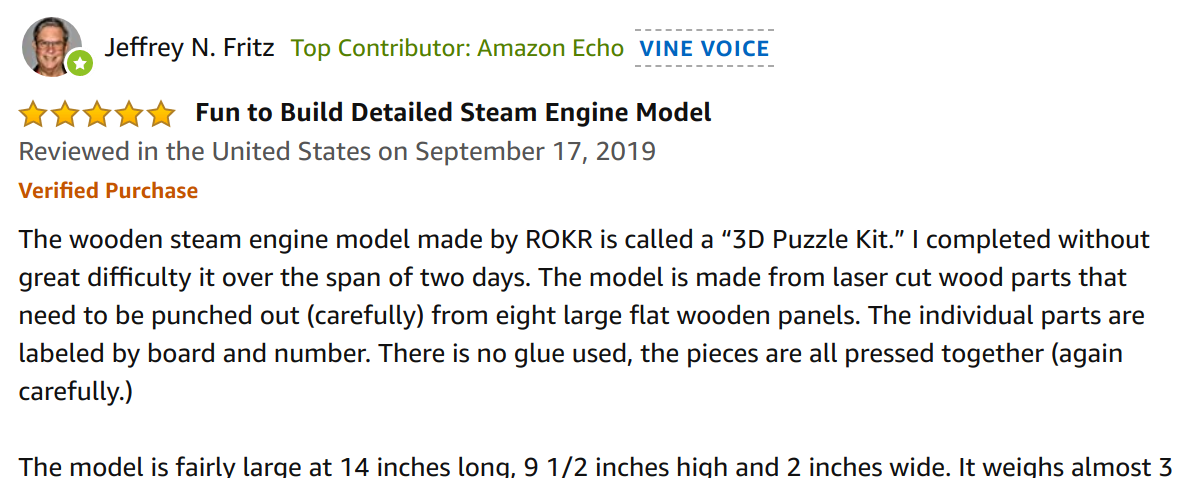 Jeffrey N. Fritz Top Contributor: Amazon Echo VINE VOICE
Fun to Build Detailed Steam Engine Model
Reviewed in the United States on September 17, 2019
Verified Purchase
The wooden steam engine model made by ROKR is called a “3D Puzzle Kit.” I completed without
great difficulty it over the span of two days. The model is made from laser cut wood parts that
need to be punched out (carefully) from eight large flat wooden panels. The individual parts are
labeled by board and number. There is no glue used, the pieces are all pressed together (again
carefully.)
The model is fairly large at 14 inches long, 9 1/2 inches high and 2 inches wide. It weighs almost 3